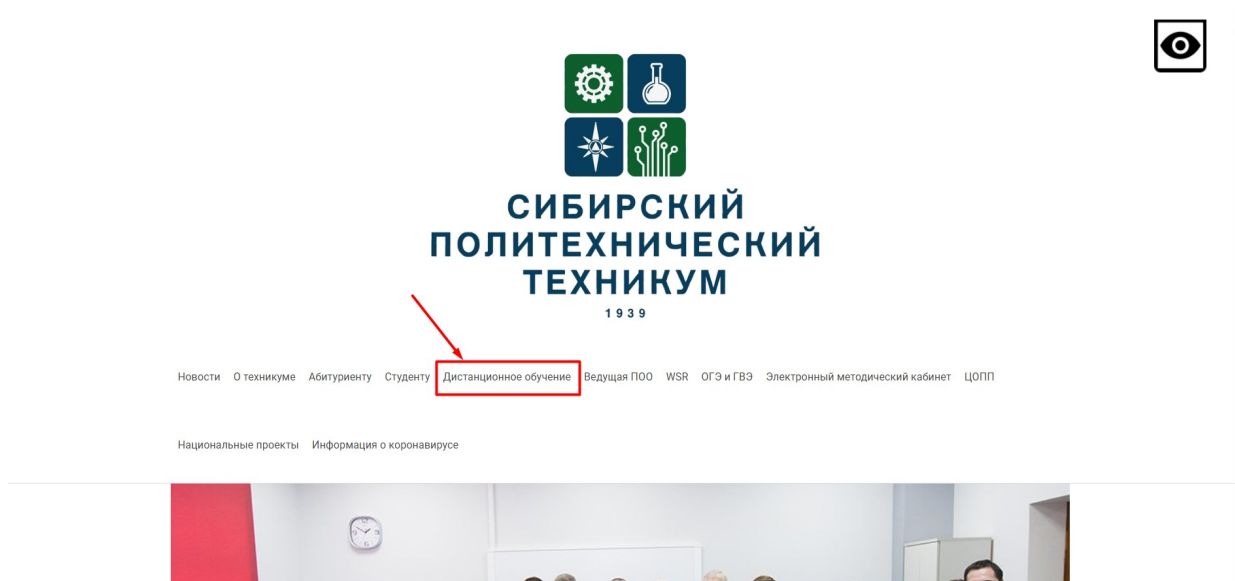 СИБИРСКИЙ
ПОЛИТЕХНИЧЕСКИЙ
ТЕХНИКУМ
1939
Новости О техникуме Абитуриенту Студенту Дистанционное обучение Ведущая ПОО WSR ОГЭ и ГВЭ Электронный методический кабинет ЦОПП
Национальные проекты Информация о коронавирусе